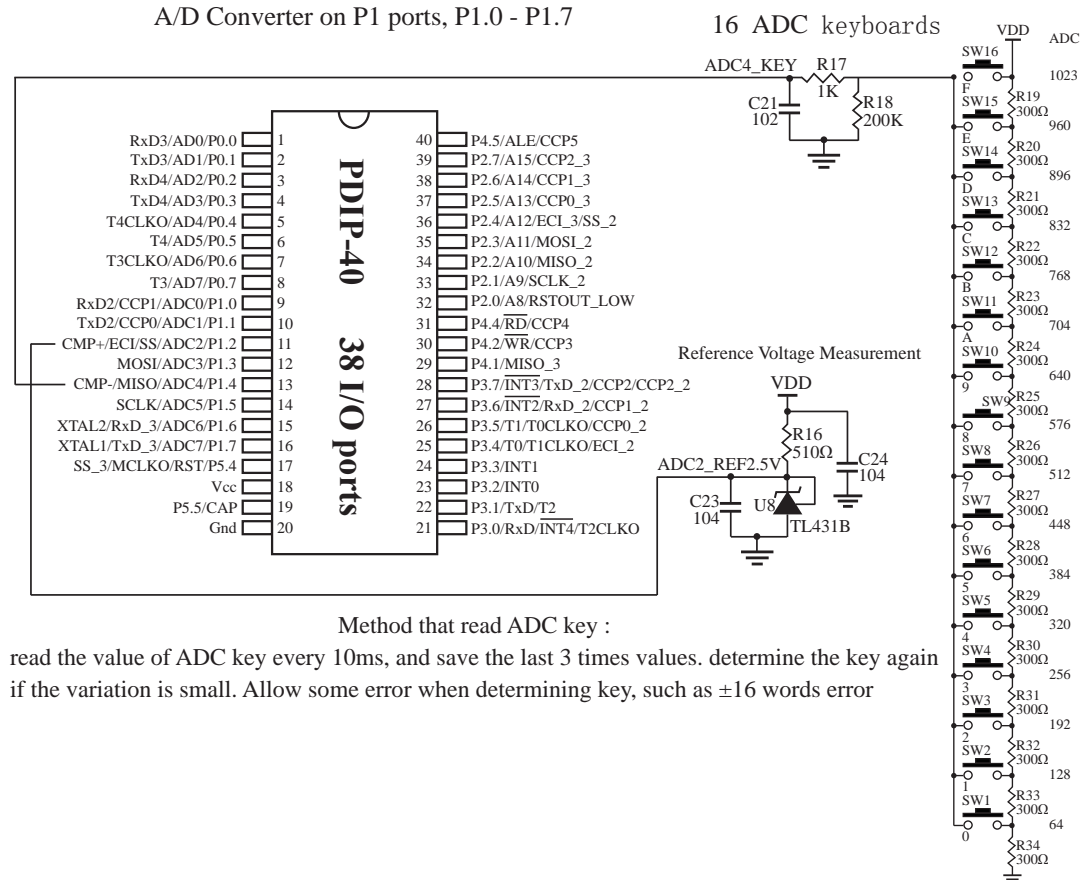 A/D Converter on P1 ports, P1.0 - P1.7
16 ADC keyboards
VDD
ADC
ADC4_KEY
R17
1K
C21
102
R18
200K
RxD3/AD0/P0.0
1
TxD3/AD1/P0.1
2
RxD4/AD2/P0.2
3
TxD4/AD3/P0.3
4
T4CLKO/AD4/P0.4
5
T4/AD5/P0.5
6
T3CLKO/AD6/P0.6
7
T3/AD7/P0.7
8
RxD2/CCP1/ADC0/P1.0
9
TxD2/CCP0/ADC1/P1.1
10
CMP+/ECI/SS/ADC2/P1.2
11
MOSI/ADC3/P1.3
12
CMP-/MISO/ADC4/P1.4
13
SCLK/ADC5/P1.5
14
XTAL2/RxD_3/ADC6/P1.6
15
XTAL1/TxD_3/ADC7/P1.7
16
SS_3/MCLKO/RST/P5.4
17
Vcc
18
P5.5/CAP
19
Gnd
20
PDIP-40 38 I/O ports
40
P4.5/ALE/CCP5
39
P2.7/A15/CCP2_3
38
P2.6/A14/CCP1_3
37
P2.5/A13/CCP0_3
36
P2.4/A12/ECI_3/SS_2
35
P2.3/A11/MOSI_2
34
P2.2/A10/MISO_2
33
P2.1/A9/SCLK_2
32
P2.0/A8/RSTOUT_LOW
31
P4.4/RD/CCP4
30
P4.2/WR/CCP3
29
P4.1/MISO_3
28
P3.7/INT3/TxD_2/CCP2/CCP2_2
27
P3.6/INT2/RxD_2/CCP1_2
26
P3.5/T1/T0CLKO/CCP0_2
25
P3.4/T0/T1CLKO/ECI_2
24
P3.3/INT1
23
P3.2/INT0
22
P3.1/TxD/T2
21
P3.0/RxD/INT4/T2CLKO
Reference Voltage Measurement
VDD
R16
510Ω
C24
104
ADC2_REF2.5V
C23
104
U8
TL431B
SW16
1023
F
R19
300Ω
SW15
960
E
R20
300Ω
SW14
896
D
R21
300Ω
SW13
832
C
R22
300Ω
SW12
768
B
R23
300Ω
SW11
704
A
R24
300Ω
SW10
640
9
R25
300Ω
SW9
576
8
R26
300Ω
SW8
512
7
R27
300Ω
SW7
448
6
R28
300Ω
SW6
384
5
R29
300Ω
SW5
320
4
R30
300Ω
SW4
256
3
R31
300Ω
SW3
192
2
R32
300Ω
SW2
128
1
R33
300Ω
SW1
64
0
R34
300Ω
Method that read ADC key :
read the value of ADC key every 10ms, and save the last 3 times values. determine the key again
if the variation is small. Allow some error when determining key, such as ±16 words error